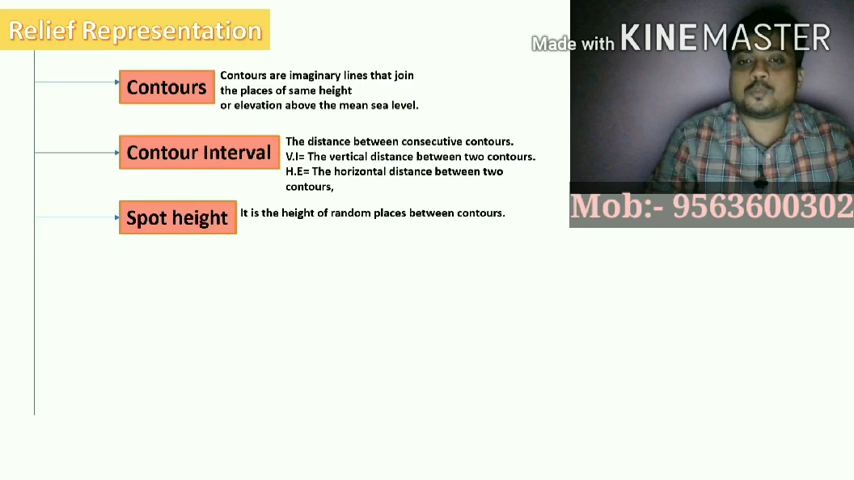 Relief Representation
Made with KINEMASTER
Contours
Contours are imaginary lines that join
the places of same height
or elevation above the mean sea level.
Contour Interval
The distance between consecutive contours.
V.I= The vertical distance between two contours.
H.E= The horizontal distance between two
contours,
Spot height
It is the height of random places between contours.
Mob:- 9563600302